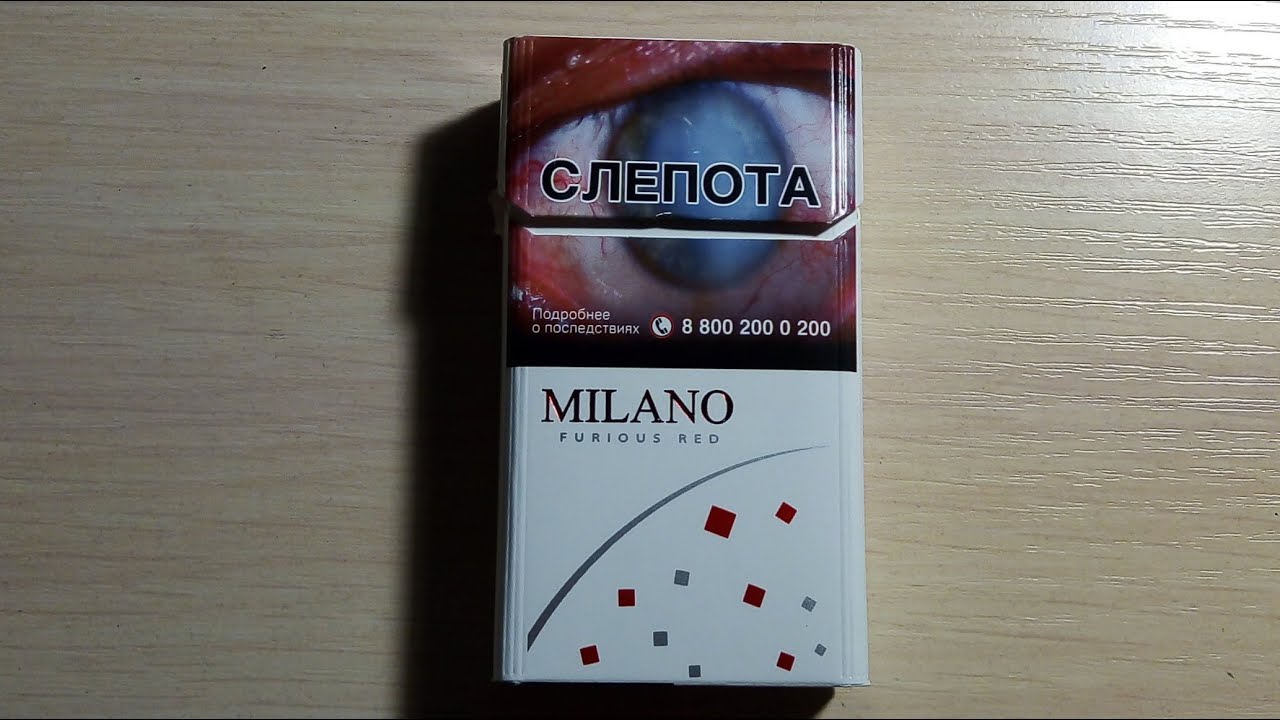 СЛЕПОТА
Подробнее
о последствиях 8 800 200 0 200
MILANO
FURIOUS RED